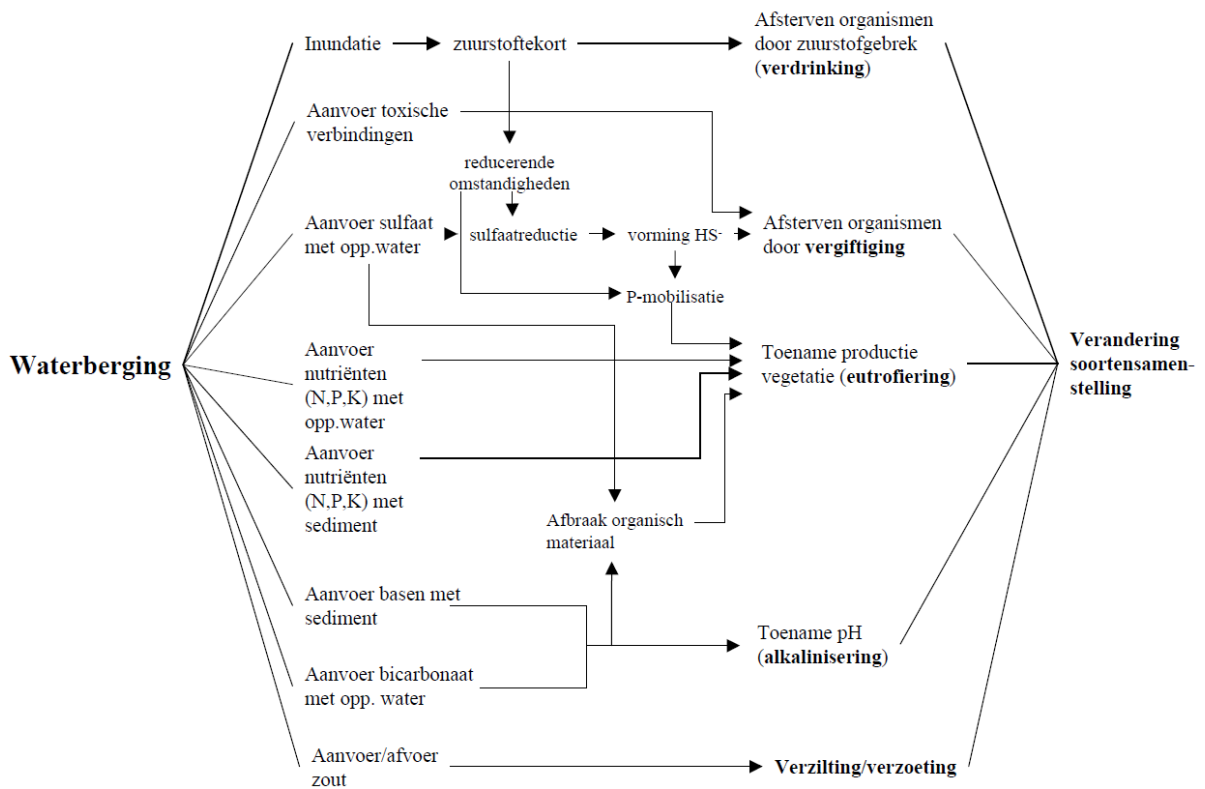 Waterberging
Inundatie
zuurstoftekort
Afsterven organismen
door zuurstofgebrek
(verdrinking)
Aanvoer toxische
verbindingen
reducerende
omstandigheden
Aanvoer sulfaat
met opp.water
sulfaatreductie
vorming HS-
Afsterven organismen
door vergiftiging
P-mobilisatie
Aanvoer
nutriënten
(N,P,K) met
opp.water
Toename productie
vegetatie (eutrofiering)
Verandering
soortensamen-
stelling
Aanvoer
nutriënten
(N,P,K) met
sediment
Afbraak organisch
materiaal
Aanvoer basen met
sediment
Toename pH
(alkalinisering)
Aanvoer bicarbonaat
met opp. water
Aanvoer/afvoer
zout
Verzilting/verzoeting